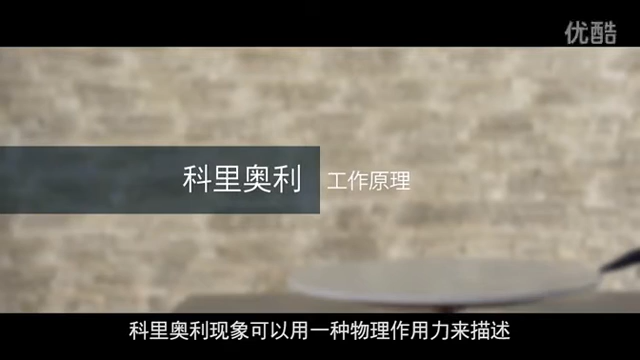 优酷
科里奥利 工作原理
科里奥利现象可以用一种物理作用力来描述